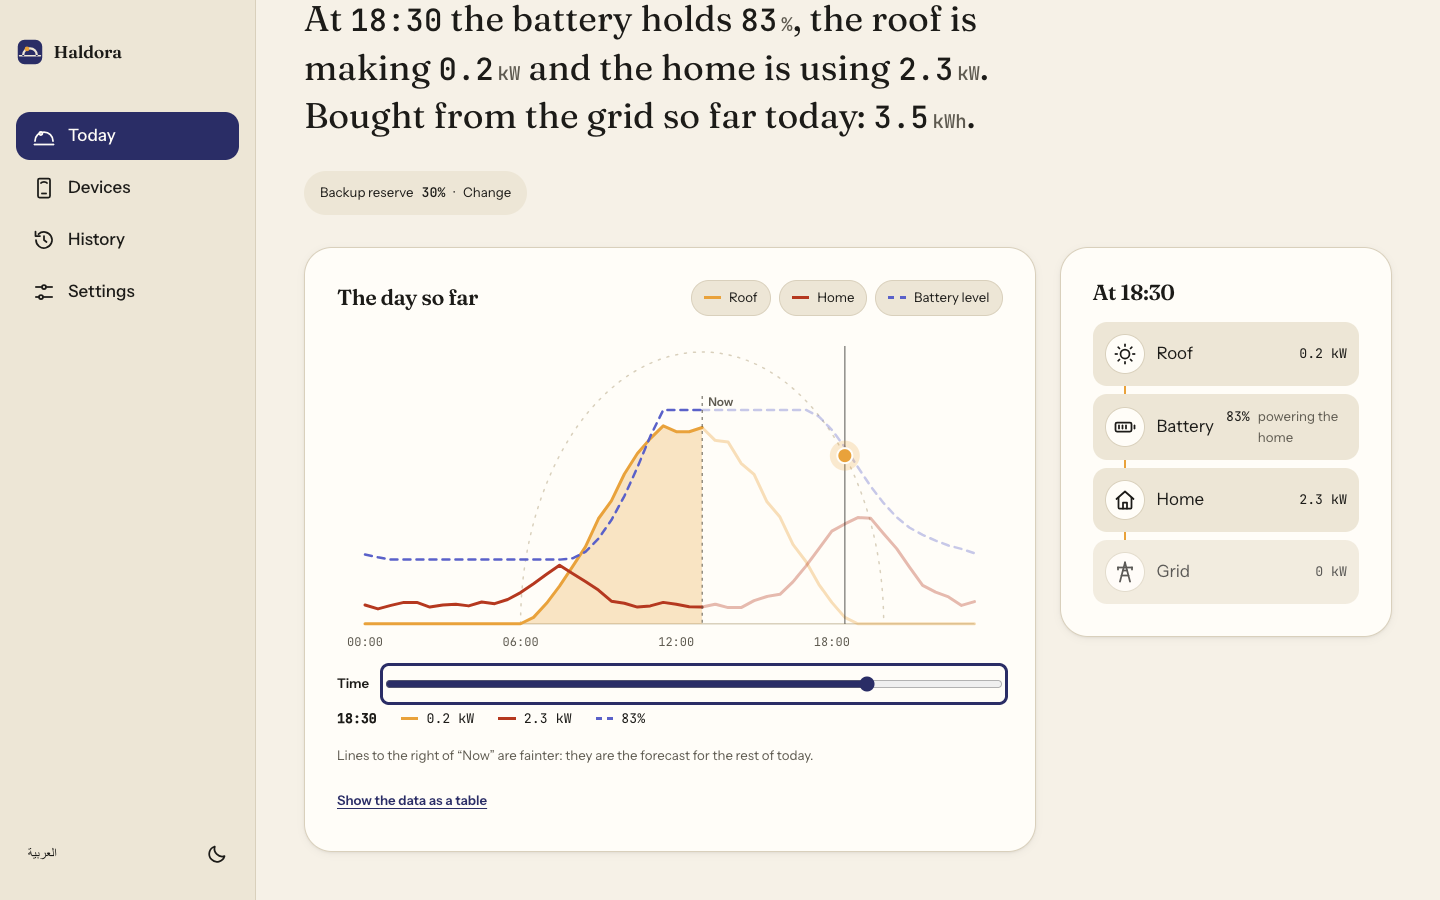 Haldora
Today
Devices
History
Settings
العربية
At 18:30 the battery holds 83 %, the roof is
making 0.2 kW and the home is using 2.3 kW.
Bought from the grid so far today: 3.5 kWh.
Backup reserve 30% · Change
The day so far
Roof
Home
Battery level
Now
00:00
06:00
12:00
18:00
Time
18:30 0.2 kW 2.3 kW 83%
Lines to the right of “Now” are fainter: they are the forecast for the rest of today.
Show the data as a table
At 18:30
Roof 0.2 kW
Battery 83% powering the
home
Home 2.3 kW
Grid 0 kW